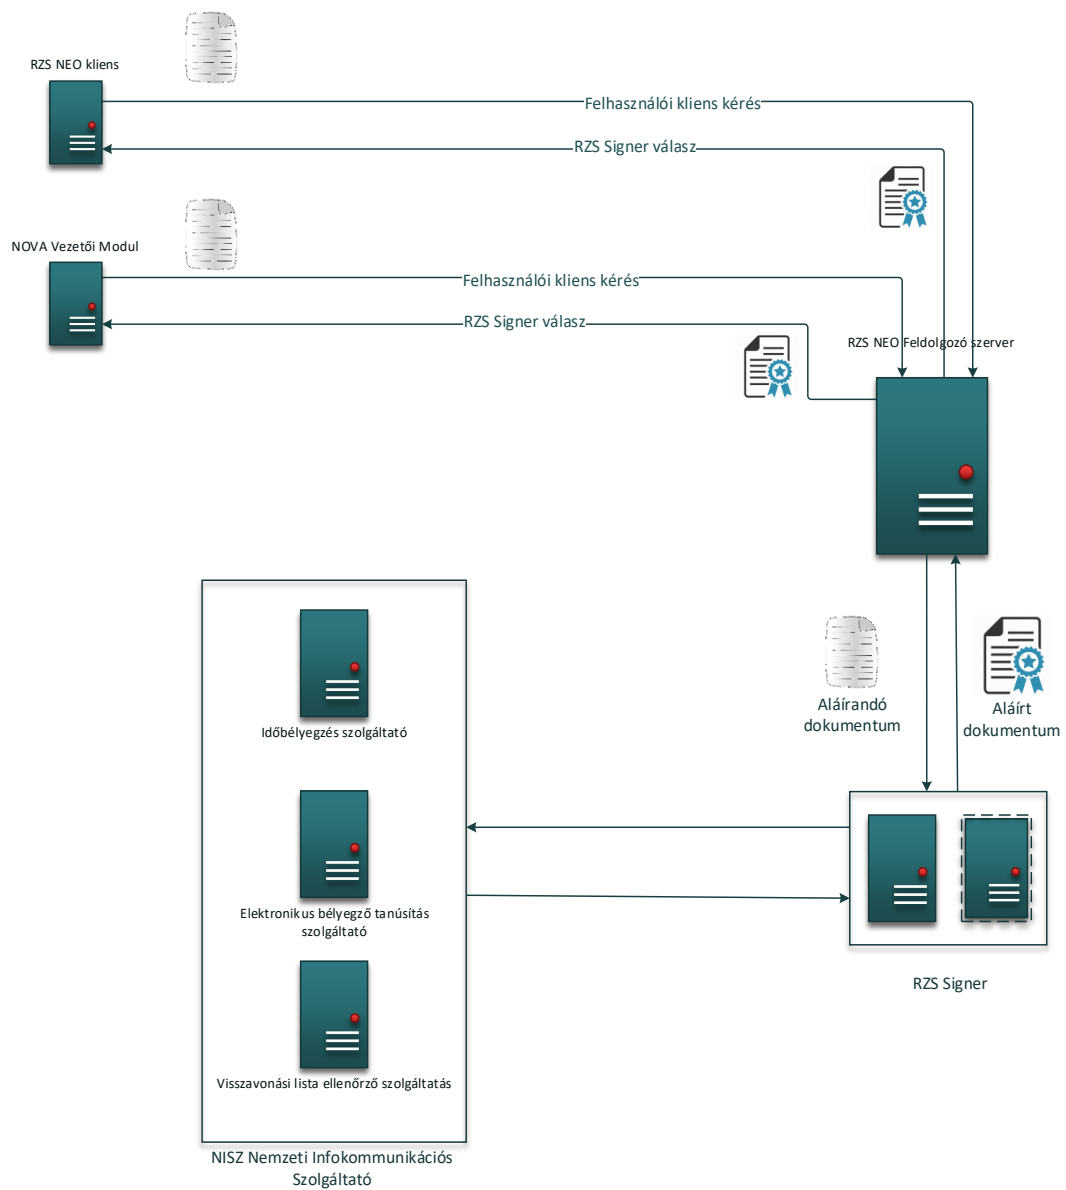 RZS NEO kliens
Felhasználói kliens kérés
RZS Signer válasz
NOVA Vezetői Modul
Felhasználói kliens kérés
RZS Signer válasz
RZS NEO Feldolgozó szerver
Aláírandó
dokumentum
Aláírt
dokumentum
Időbélyegzés szolgáltató
Elektronikus bélyegző tanúsítás
szolgáltató
RZS Signer
Visszavonási lista ellenőrző szolgáltatás
NISZ Nemzeti Infokommunikációs
Szolgáltató